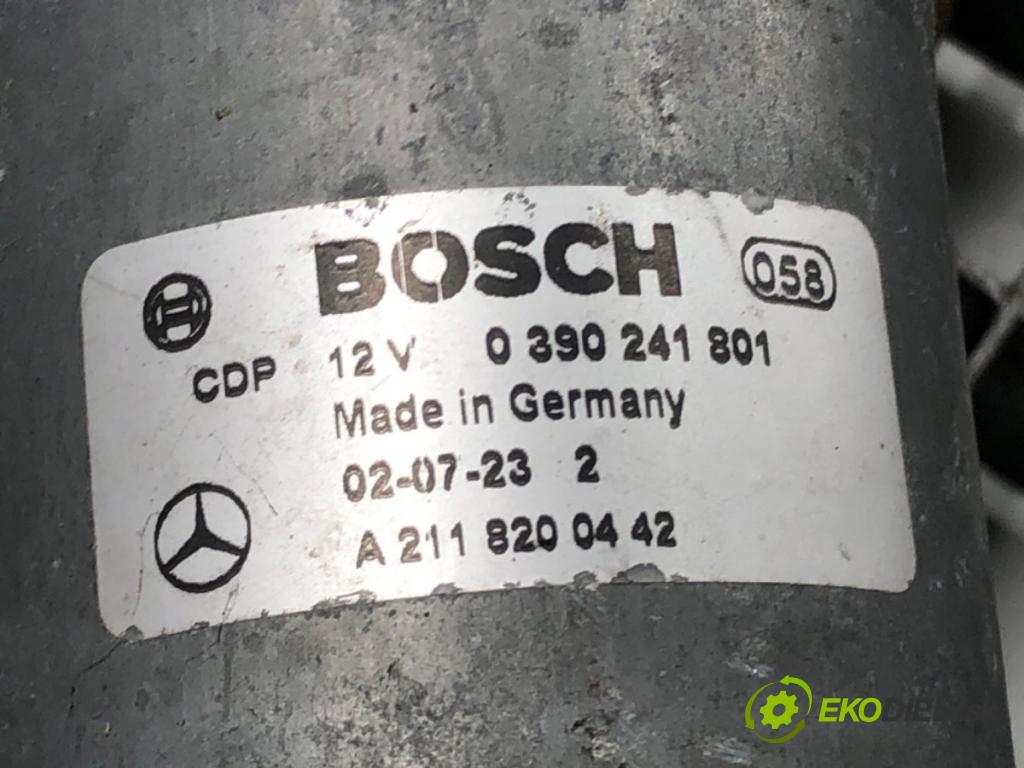 BOSCH 058
CDP 12 V 0 390 241 801
Made in Germany
02-07-23 2
A 211 820 04 42
EKODIEL